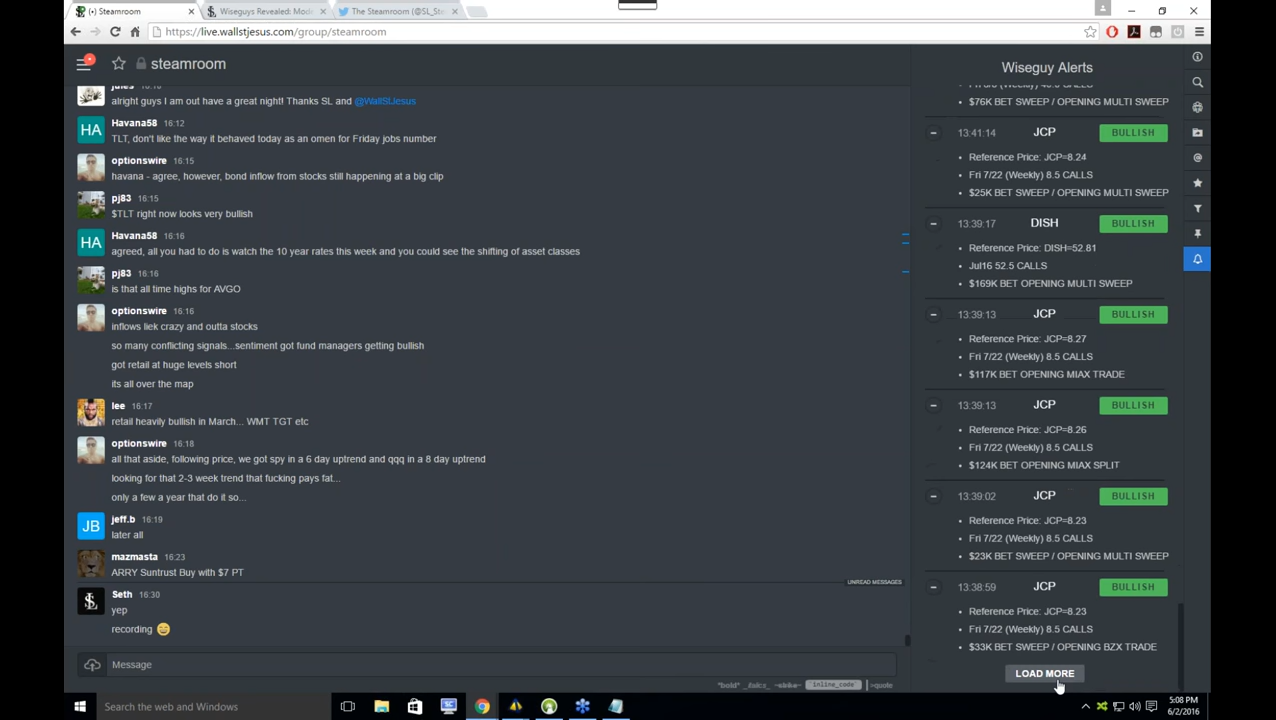 (•) Steamroom
Wiseguys Revealed: Mod
The Steamroom (@SL_Ste
https://live.wallstjesus.com/group/steamroom
steamroom
jules 16:10
alright guys I am out have a great night! Thanks SL and @WallStJesus
HA
Havana58 16:12
TLT, don't like the way it behaved today as an omen for Friday jobs number
optionswire 16:15
havana - agree, however, bond inflow from stocks still happening at a big clip
pj83 16:15
$TLT right now looks very bullish
HA
Havana58 16:16
agreed, all you had to do is watch the 10 year rates this week and you could see the shifting of asset classes
pj83 16:16
is that all time highs for AVGO
optionswire 16:16
inflows liek crazy and outta stocks
so many conflicting signals...sentiment got fund managers getting bullish
got retail at huge levels short
its all over the map
lee 16:17
retail heavily bullish in March... WMT TGT etc
optionswire 16:18
all that aside, following price, we got spy in a 6 day uptrend and qqq in a 8 day uptrend
looking for that 2-3 week trend that fucking pays fat...
only a few a year that do it so...
JB
jeff.b 16:19
later all
mazmasta 16:23
ARRY Suntrust Buy with $7 PT
UNREAD MESSAGES
Seth 16:30
yep
recording
Message
*bold* _italics_ ~strike~ inline_code >quote
Wiseguy Alerts
$76K BET SWEEP / OPENING MULTI SWEEP
13:41:14 JCP BULLISH
Reference Price: JCP=8.24
Fri 7/22 (Weekly) 8.5 CALLS
$25K BET SWEEP / OPENING MULTI SWEEP
13:39:17 DISH BULLISH
Reference Price: DISH=52.81
Jul16 52.5 CALLS
$169K BET OPENING MULTI SWEEP
13:39:13 JCP BULLISH
Reference Price: JCP=8.27
Fri 7/22 (Weekly) 8.5 CALLS
$117K BET OPENING MIAX TRADE
13:39:13 JCP BULLISH
Reference Price: JCP=8.26
Fri 7/22 (Weekly) 8.5 CALLS
$124K BET OPENING MIAX SPLIT
13:39:02 JCP BULLISH
Reference Price: JCP=8.23
Fri 7/22 (Weekly) 8.5 CALLS
$23K BET SWEEP / OPENING MULTI SWEEP
13:38:59 JCP BULLISH
Reference Price: JCP=8.23
Fri 7/22 (Weekly) 8.5 CALLS
$33K BET SWEEP / OPENING BZX TRADE
LOAD MORE
Search the web and Windows
5:08 PM
6/2/2016